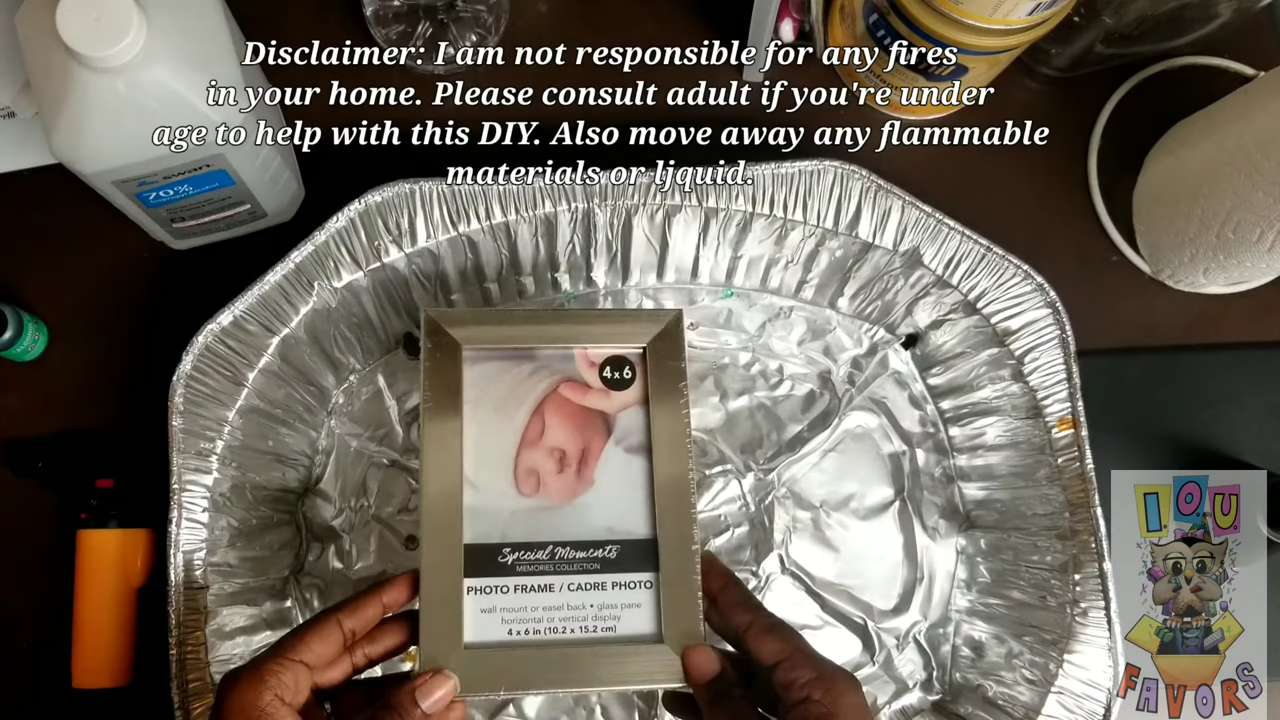 Disclaimer: I am not responsible for any fires
in your home. Please consult adult if you're under
age to help with this DIY. Also move away any flammable
materials or ljquid.
swan
70%
Isopropyl Alcohol
4x6
Special Moments
MEMORIES COLLECTION
PHOTO FRAME / CADRE PHOTO
wall mount or easel back • glass pane
horizontal or vertical display
4 x 6 in (10.2 x 15.2 cm)
I.O.U.
FAVORS